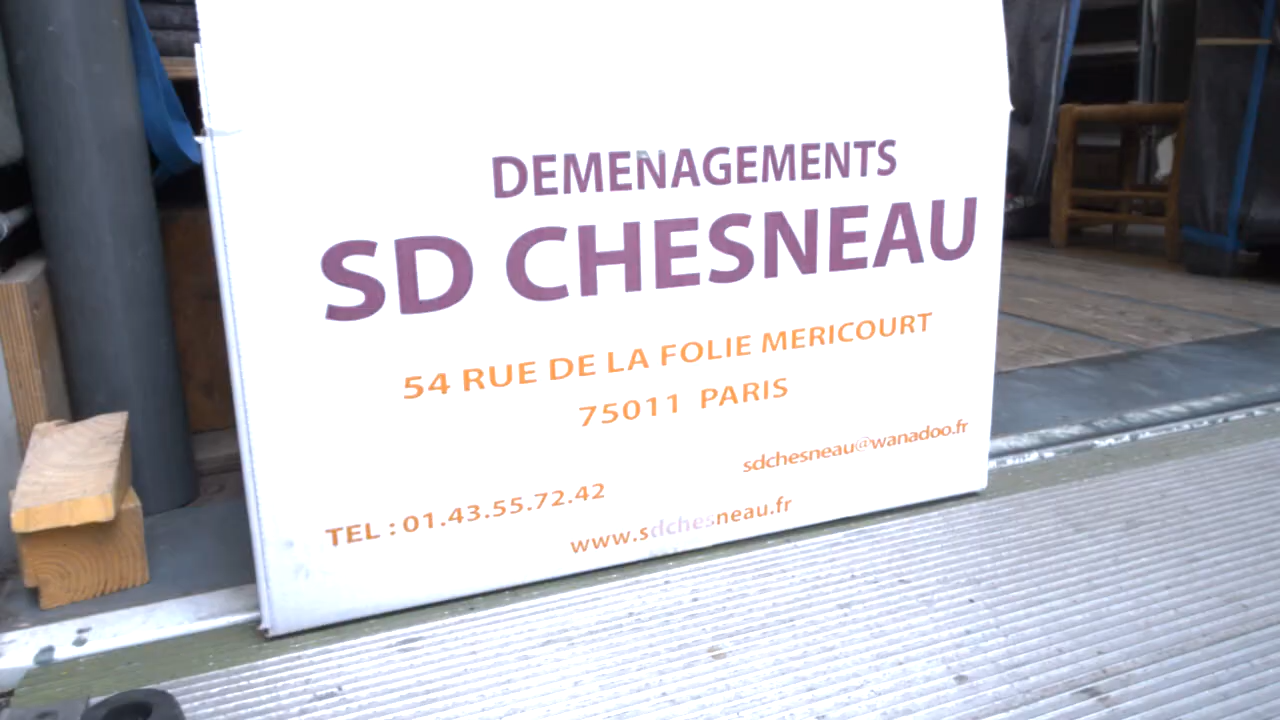 DEMENAGEMENTS
SD CHESNEAU
54 RUE DE LA FOLIE MERICOURT
75011 PARIS
sdchesneau@wanadoo.fr
TEL : 01.43.55.72.42
www.sdchesneau.fr